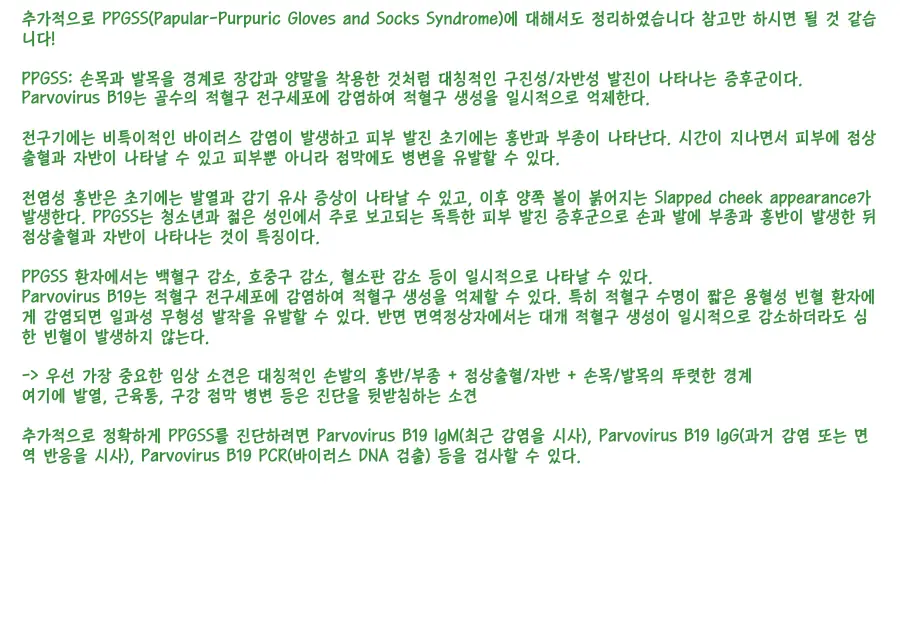 추가적으로 PPGSS(Papular-Purpuric Gloves and Socks Syndrome)에 대해서도 정리하였습니다 참고만 하시면 될 것 같습
니다!
PPGSS: 손목과 발목을 경계로 장갑과 양말을 착용한 것처럼 대칭적인 구진성/자반성 발진이 나타나는 증후군이다.
Parvovirus B19는 골수의 적혈구 전구세포에 감염하여 적혈구 생성을 일시적으로 억제한다.
전구기에는 비특이적인 바이러스 감염이 발생하고 피부 발진 초기에는 홍반과 부종이 나타난다. 시간이 지나면서 피부에 점상
출혈과 자반이 나타날 수 있고 피부뿐 아니라 점막에도 병변을 유발할 수 있다.
전염성 홍반은 초기에는 발열과 감기 유사 증상이 나타날 수 있고, 이후 양쪽 볼이 붉어지는 Slapped cheek appearance가
발생한다. PPGSS는 청소년과 젊은 성인에서 주로 보고되는 독특한 피부 발진 증후군으로 손과 발에 부종과 홍반이 발생한 뒤
점상출혈과 자반이 나타나는 것이 특징이다.
PPGSS 환자에서는 백혈구 감소, 호중구 감소, 혈소판 감소 등이 일시적으로 나타날 수 있다.
Parvovirus B19는 적혈구 전구세포에 감염하여 적혈구 생성을 억제할 수 있다. 특히 적혈구 수명이 짧은 용혈성 빈혈 환자에
게 감염되면 일과성 무형성 발작을 유발할 수 있다. 반면 면역정상자에서는 대개 적혈구 생성이 일시적으로 감소하더라도 심
한 빈혈이 발생하지 않는다.
-> 우선 가장 중요한 임상 소견은 대칭적인 손발의 홍반/부종 + 점상출혈/자반 + 손목/발목의 뚜렷한 경계
여기에 발열, 근육통, 구강 점막 병변 등은 진단을 뒷받침하는 소견
추가적으로 정확하게 PPGSS를 진단하려면 Parvovirus B19 IgM(최근 감염을 시사), Parvovirus B19 IgG(과거 감염 또는 면
역 반응을 시사), Parvovirus B19 PCR(바이러스 DNA 검출) 등을 검사할 수 있다.